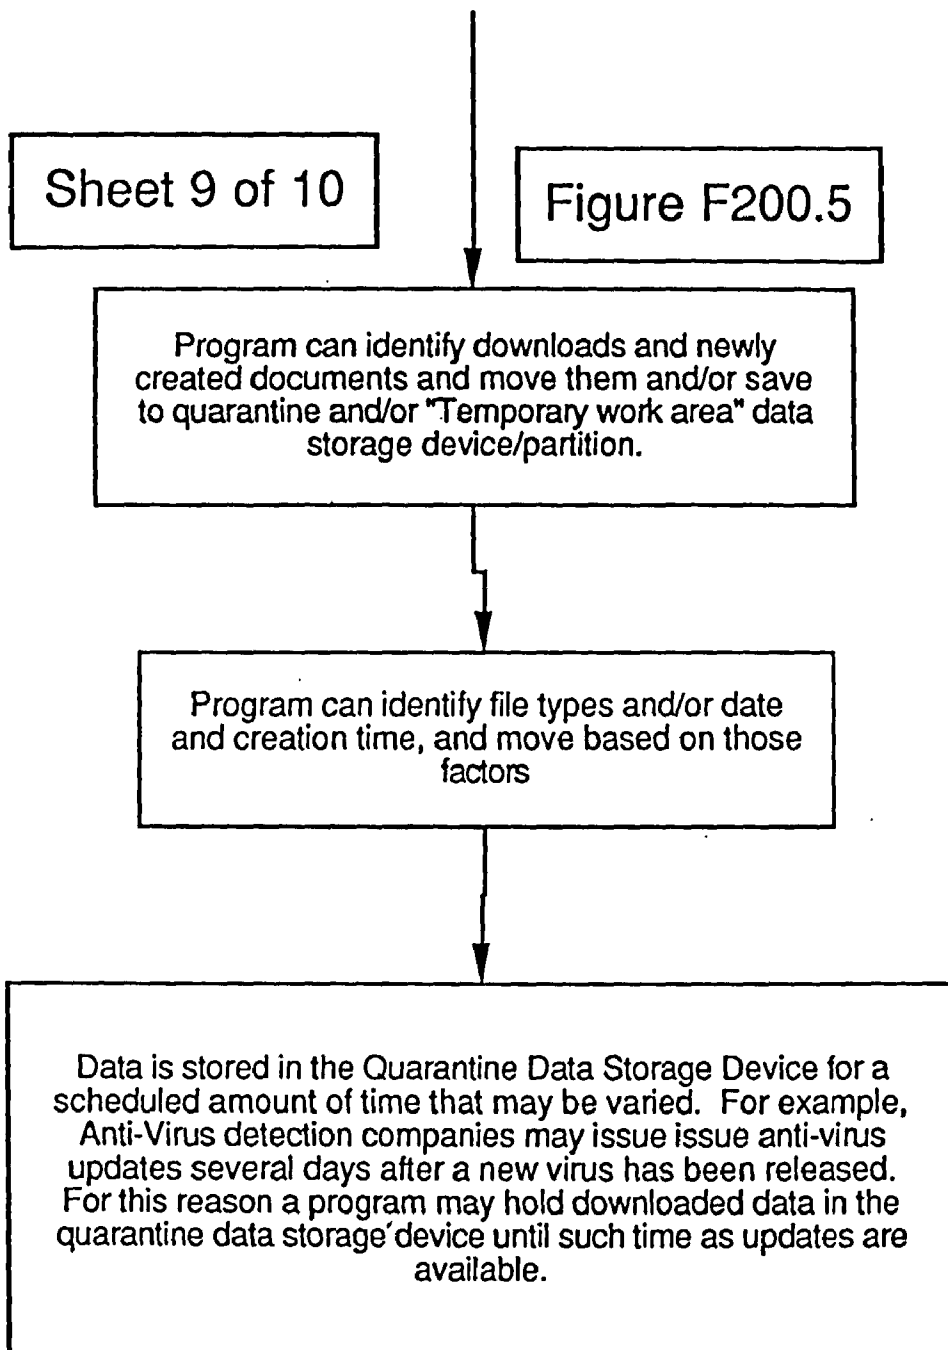 Sheet 9 of 10
Figure F200.5
Program can identify downloads and newly
created documents and move them and/or save
to quarantine and/or "Temporary work area" data
storage device/partition.
Program can identify file types and/or date
and creation time, and move based on those
factors
Data is stored in the Quarantine Data Storage Device for a
scheduled amount of time that may be varied.  For example,
Anti-Virus detection companies may issue issue anti-virus
updates several days after a new virus has been released.
For this reason a program may hold downloaded data in the
quarantine data storage device until such time as updates are
available.